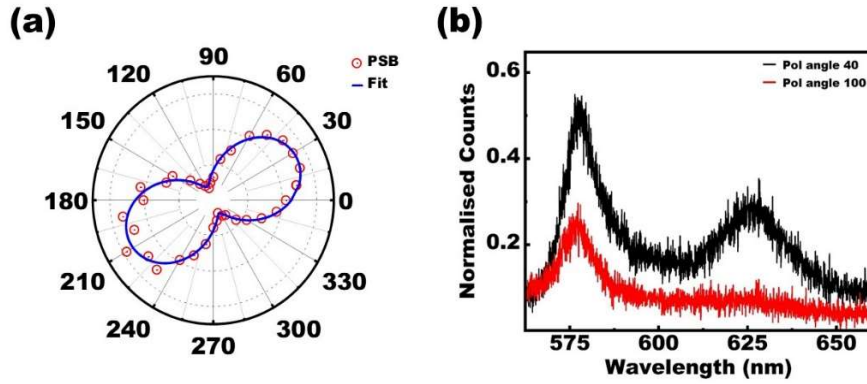 (a)
90
120
60
PSB
Fit
150
30
180
0
210
330
240
300
270
(b)
Pol angle 40
Pol angle 100
0.6
0.4
0.2
Normalised Counts
575
600
625
650
Wavelength (nm)